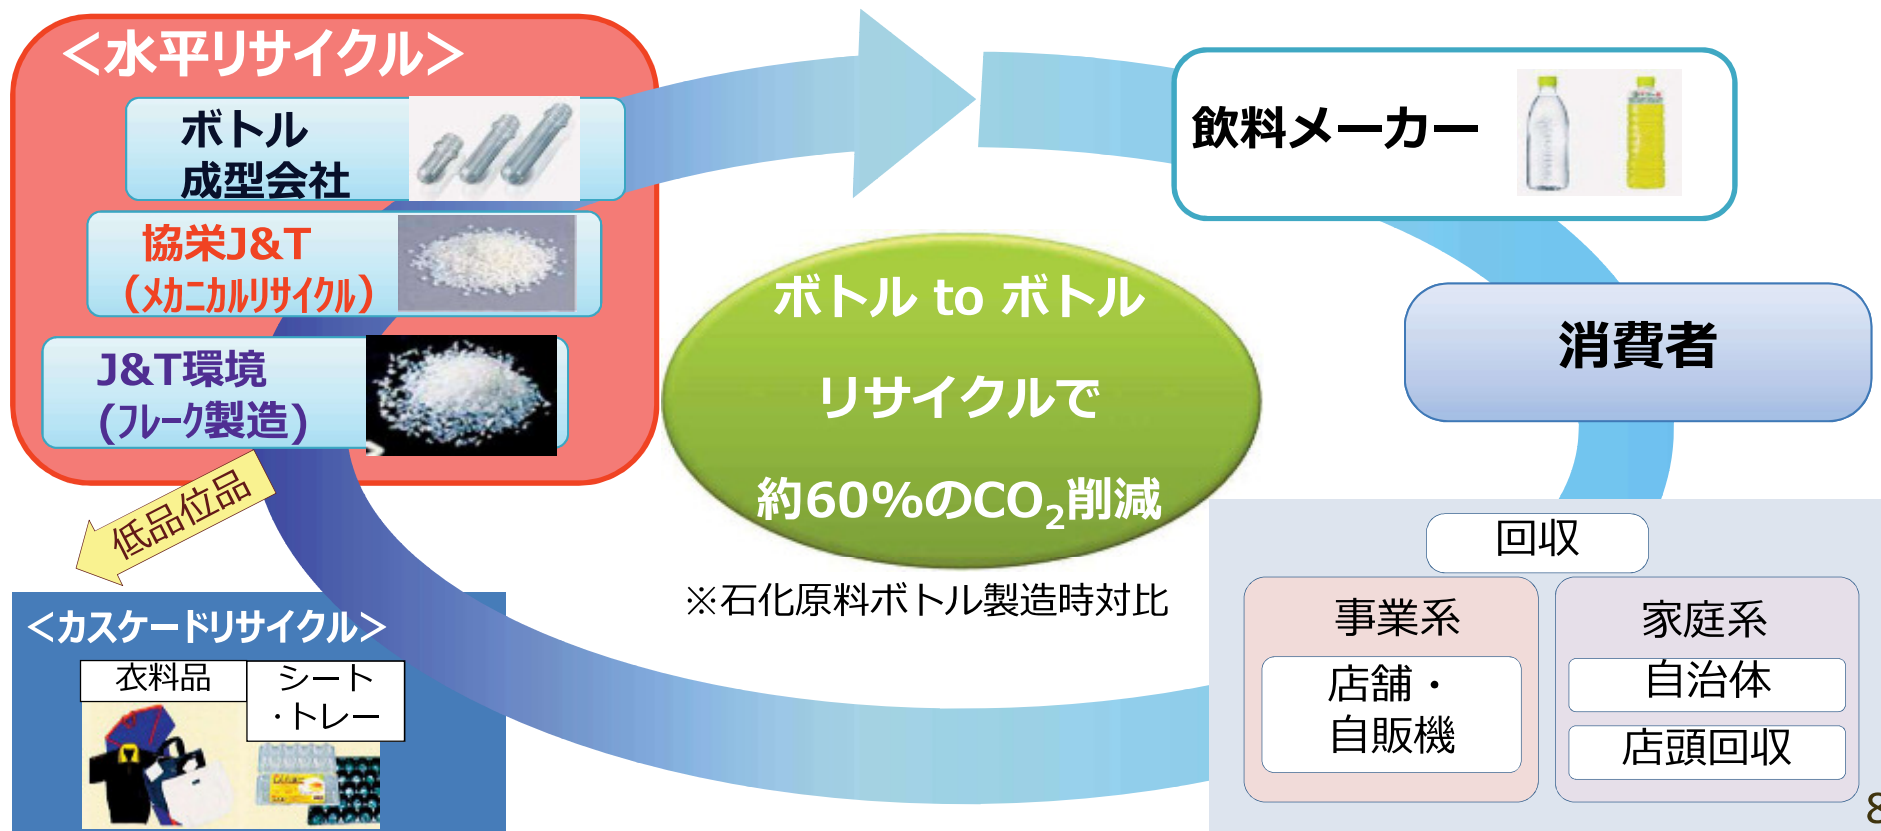 ＜水平リサイクル＞
ボトル
成型会社
協栄J&T
（メカニカルリサイクル）
J&T環境
(フレーク製造)
低品位品
＜カスケードリサイクル＞
衣料品
シート
・トレー
飲料メーカー
消費者
ボトル to ボトル
リサイクルで
約60%のCO₂削減
※石化原料ボトル製造時対比
回収
事業系
店舗・
自販機
家庭系
自治体
店頭回収
8